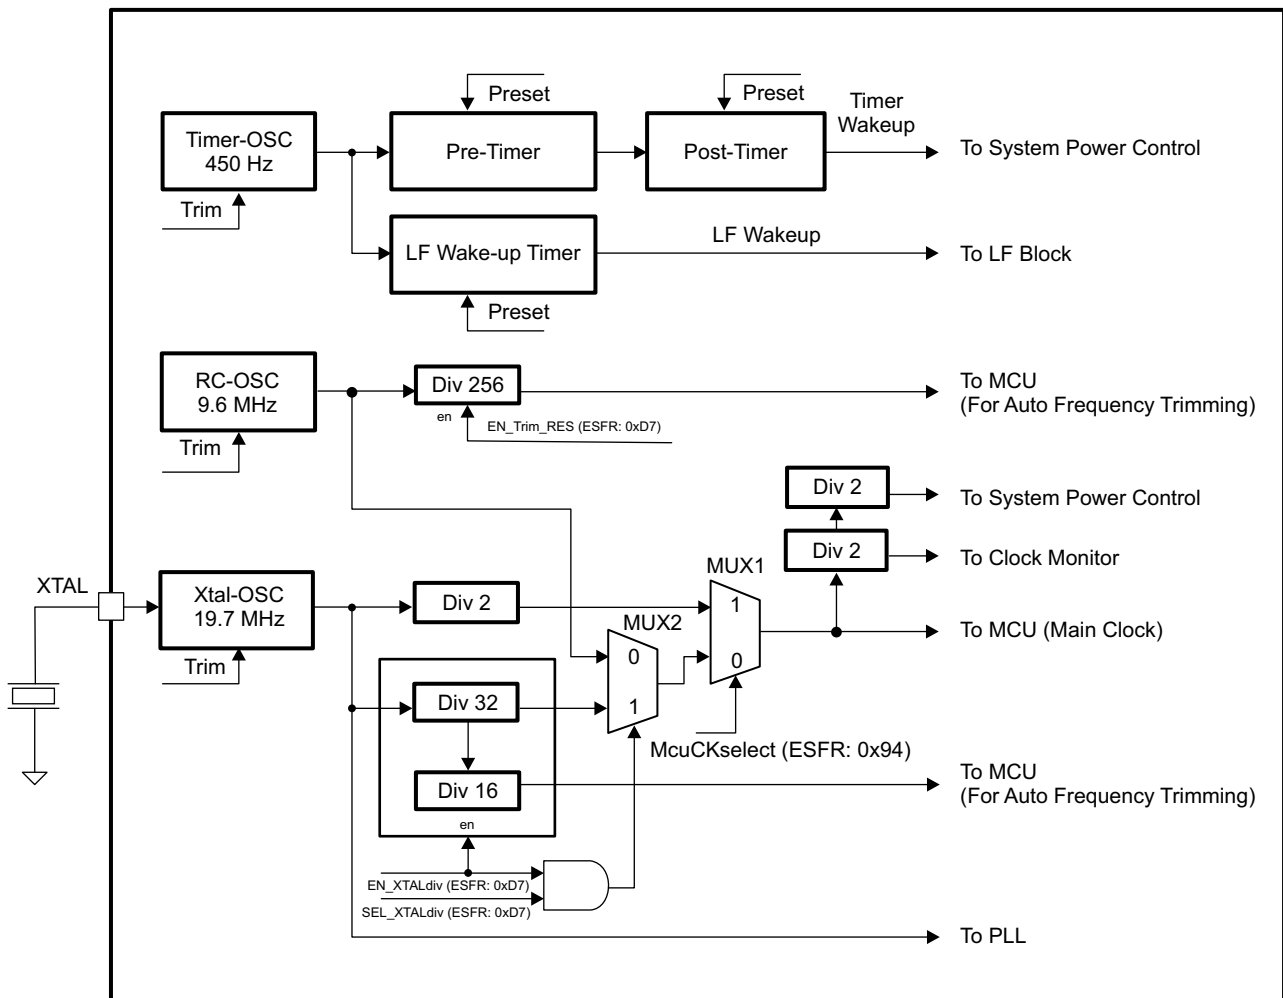 Preset
Preset
Timer
Wakeup
Timer-OSC
450 Hz
Pre-Timer
Post-Timer
To System Power Control
Trim
LF Wake-up Timer
LF Wakeup
To LF Block
Preset
RC-OSC
9.6 MHz
Div 256
To MCU
(For Auto Frequency Trimming)
en
EN_Trim_RES (ESFR: 0xD7)
Trim
Div 2
To System Power Control
Div 2
To Clock Monitor
XTAL
Xtal-OSC
19.7 MHz
Div 2
MUX1
1
0
MUX2
0
1
To MCU (Main Clock)
Trim
Div 32
McuCKselect (ESFR: 0x94)
Div 16
To MCU
(For Auto Frequency Trimming)
en
EN_XTALdiv (ESFR: 0xD7)
SEL_XTALdiv (ESFR: 0xD7)
To PLL